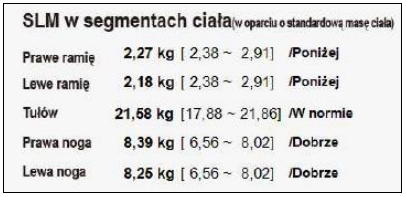 SLM w segmentach ciała(w oparciu o standardową masę ciała)
Prawe ramię 2,27 kg [ 2,38 ~ 2,91] /Poniżej
Lewe ramię 2,18 kg [ 2,38 ~ 2,91] /Poniżej
Tułów 21,58 kg [17,88 ~ 21,86] /W normie
Prawa noga 8,39 kg [ 6,56 ~ 8,02] /Dobrze
Lewa noga 8,25 kg [ 6,56 ~ 8,02] /Dobrze